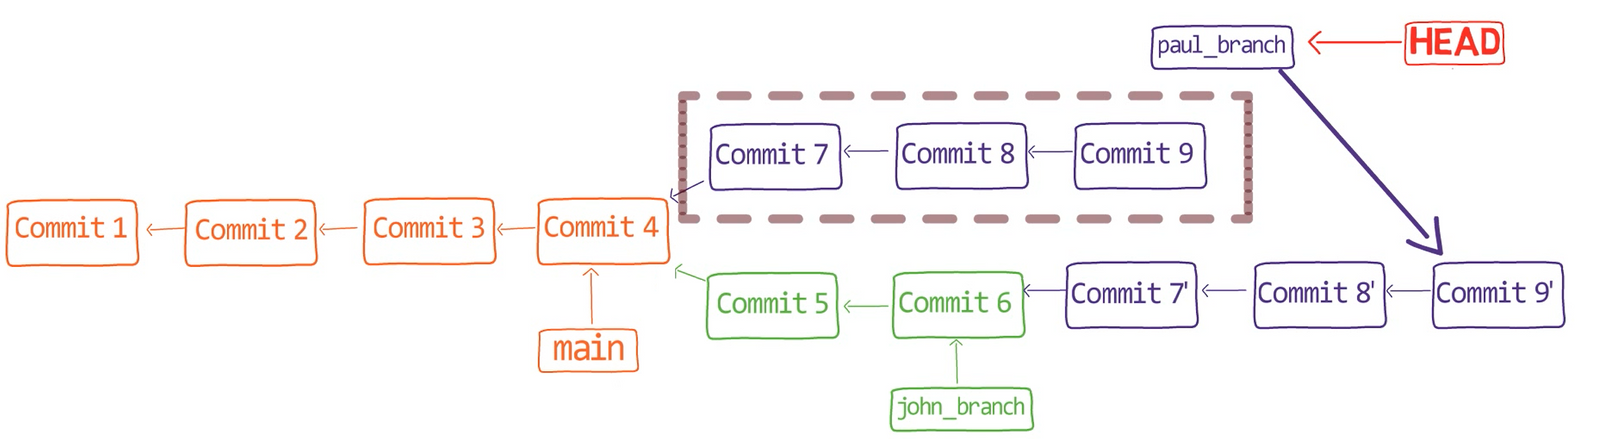 paul_branch
HEAD
Commit 7
Commit 8
Commit 9
Commit 1
Commit 2
Commit 3
Commit 4
Commit 5
Commit 6
Commit 7'
Commit 8'
Commit 9'
main
john_branch